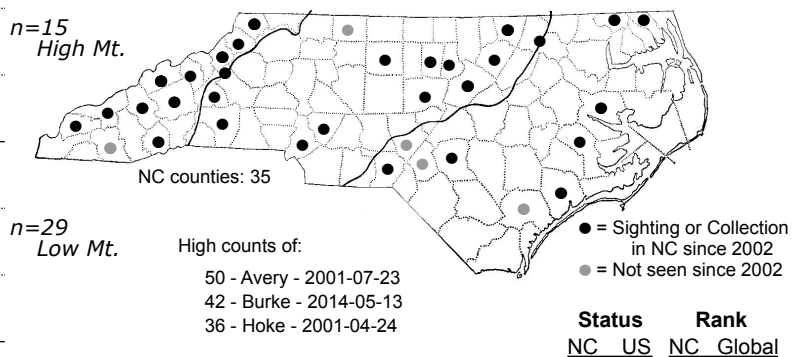 n=15
High Mt.
NC counties: 35
n=29
Low Mt.
High counts of:
50 - Avery - 2001-07-23
42 - Burke - 2014-05-13
36 - Hoke - 2001-04-24
= Sighting or Collection
in NC since 2002
= Not seen since 2002
Status Rank
NC US NC Global